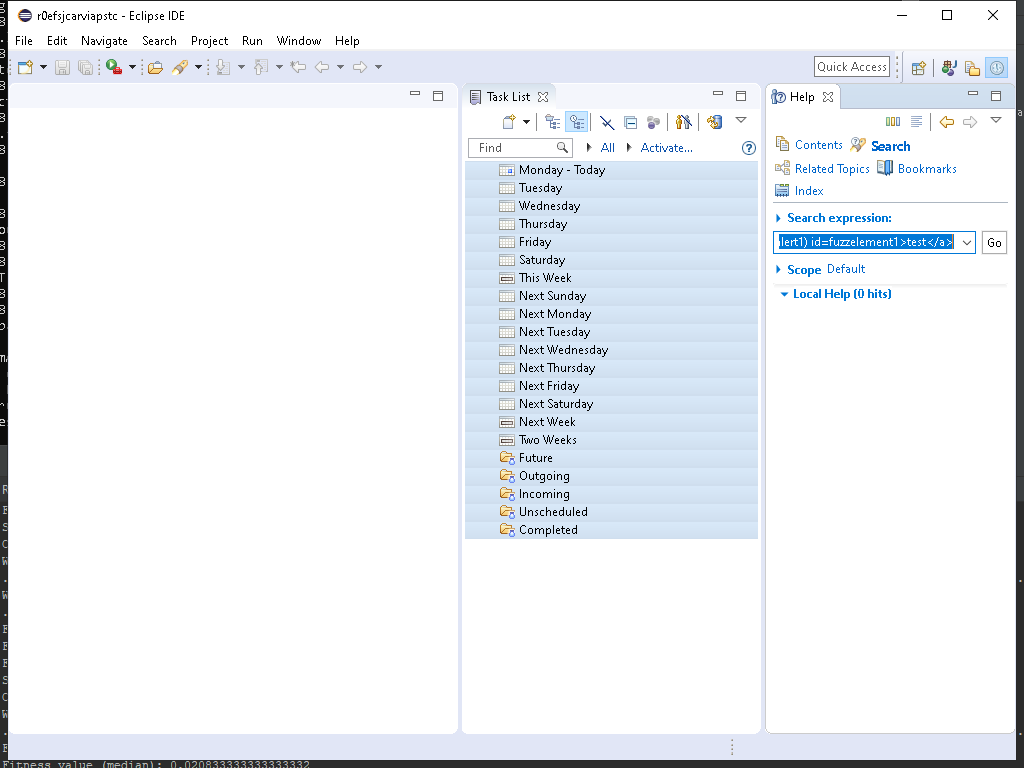 r0efsjcarviapstc - Eclipse IDE
File Edit Navigate Search Project Run Window Help
Quick Access
Task List
Help
Contents Search
Find All Activate...
Related Topics Bookmarks
Index
Monday - Today
Tuesday
Wednesday
Thursday
Friday
Saturday
This Week
Next Sunday
Next Monday
Next Tuesday
Next Wednesday
Next Thursday
Next Friday
Next Saturday
Next Week
Two Weeks
Future
Outgoing
Incoming
Unscheduled
Completed
Search expression:
lert1) id=fuzzelement1>test</a> Go
Scope Default
Local Help (0 hits)
Fitness value (median): 0.020833333333333332